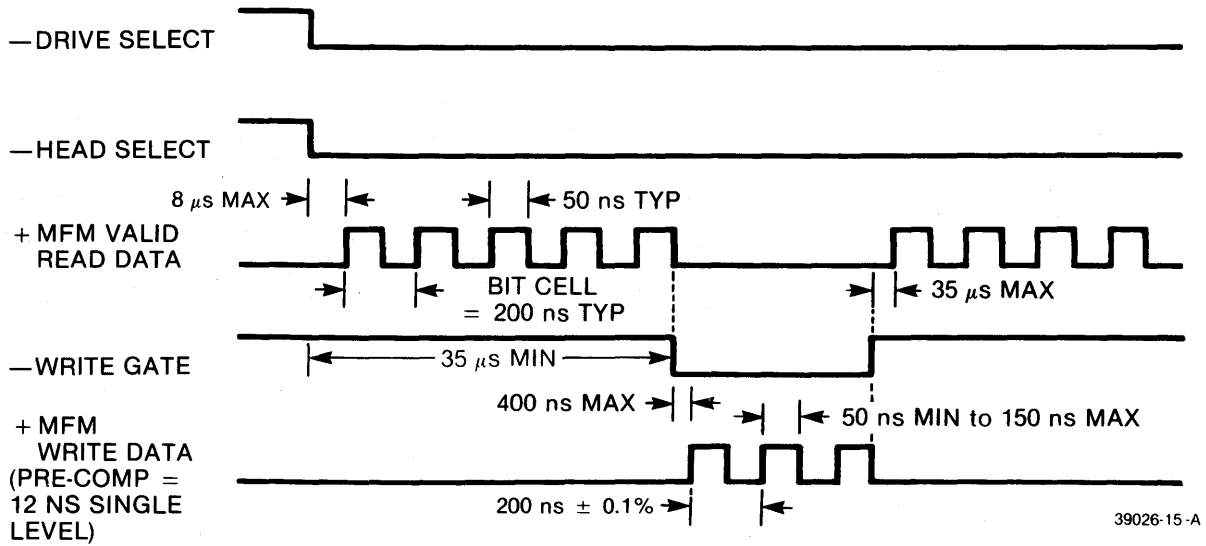 —DRIVE SELECT
—HEAD SELECT
8 µs MAX
50 ns TYP
+ MFM VALID
READ DATA
BIT CELL
= 200 ns TYP
35 µs MAX
—WRITE GATE
35 µs MIN
400 ns MAX
50 ns MIN to 150 ns MAX
+ MFM
WRITE DATA
(PRE-COMP =
12 NS SINGLE
LEVEL)
200 ns ± 0.1%
39026-15-A